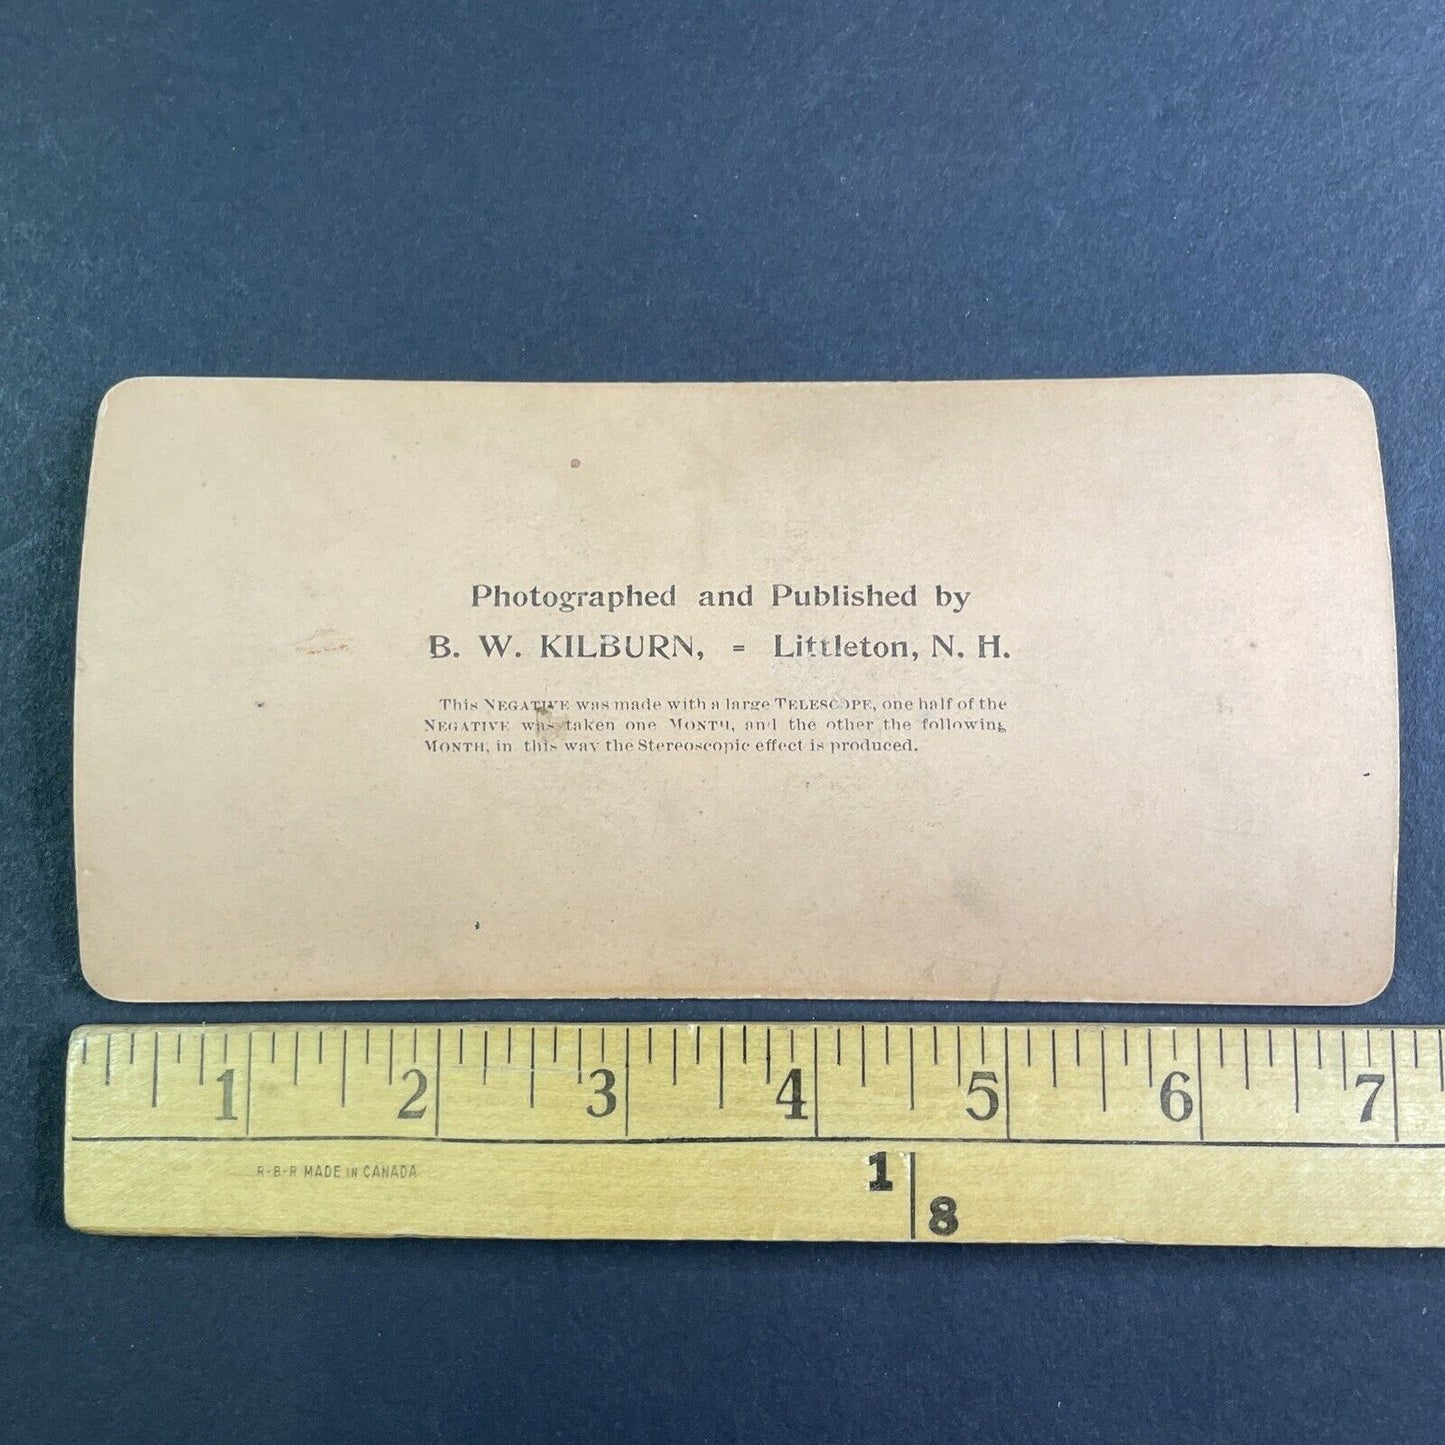 Photographed and Published by
B. W. KILBURN, = Littleton, N. H.
This NEGATIVE was made with a large TELESCOPE, one half of the
NEGATIVE was taken one MONTH, and the other the following
MONTH, in this way the Stereoscopic effect is produced.
1 2 3 4 5 6 7
R-B-R MADE IN CANADA
1
8